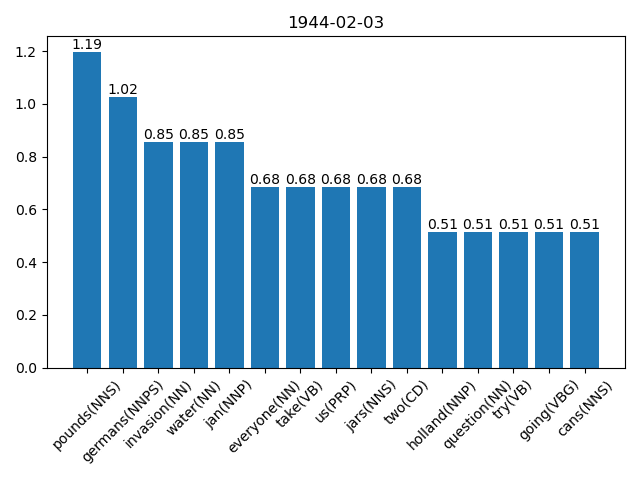 1944-02-03
1.2
1.0
0.8
0.6
0.4
0.2
0.0
1.19
1.02
0.85
0.85
0.85
0.68
0.68
0.68
0.68
0.68
0.51
0.51
0.51
0.51
0.51
pounds(NNS)
germans(NNPS)
invasion(NN)
water(NN)
jan(NNP)
everyone(NN)
take(VB)
us(PRP)
jars(NNS)
two(CD)
holland(NNP)
question(NN)
try(VB)
going(VBG)
cans(NNS)